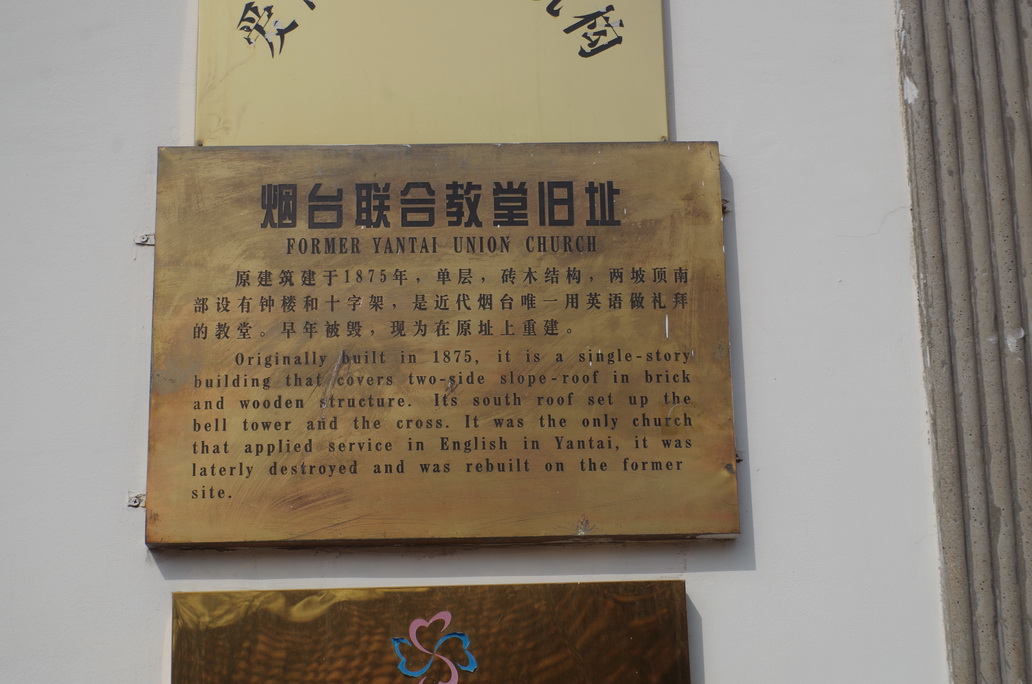 烟台联合教堂旧址
FORMER YANTAI UNION CHURCH
原建筑建于1875年，单层，砖木结构，两坡顶南
部设有钟楼和十字架，是近代烟台唯一用英语做礼拜
的教堂。早年被毁，现为在原址上重建。
Originally built in 1875, it is a single-story
building that covers two-side slope-roof in brick
and wooden structure. Its south roof set up the
bell tower and the cross. It was the only church
that applied service in English in Yantai, it was
laterly destroyed and was rebuilt on the former
site.